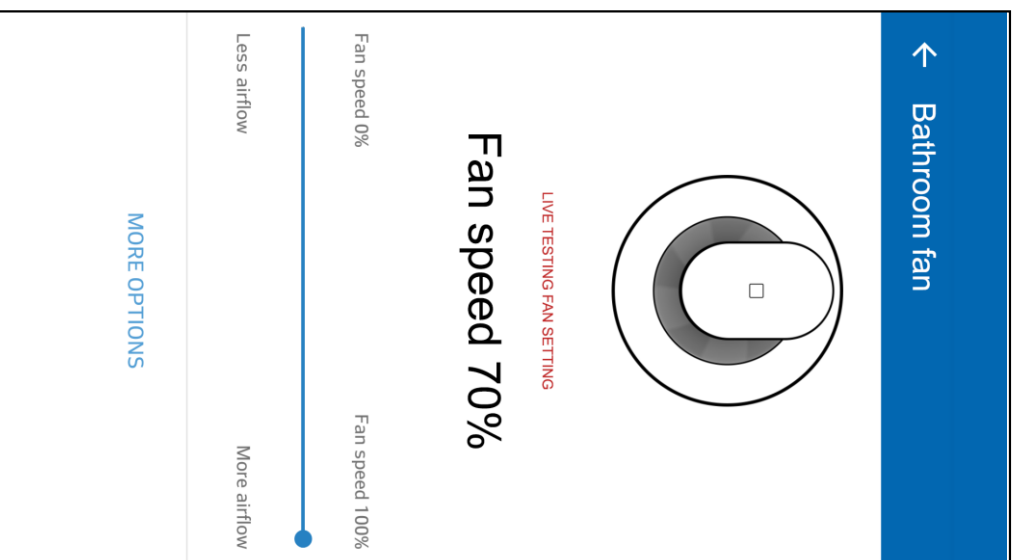 Bathroom fan
LIVE TESTING FAN SETTING
Fan speed 70%
Fan speed 0% Fan speed 100%
Less airflow More airflow
MORE OPTIONS